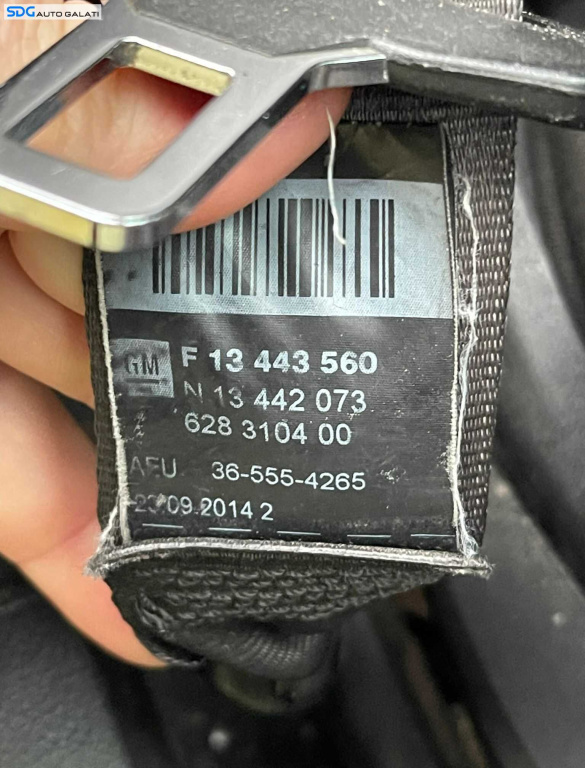 SDG AUTO GALATI
GM
F 13 443 560
N 13 442 073
628 3104 00
AFU 36-555-4265
23.09.2014 2